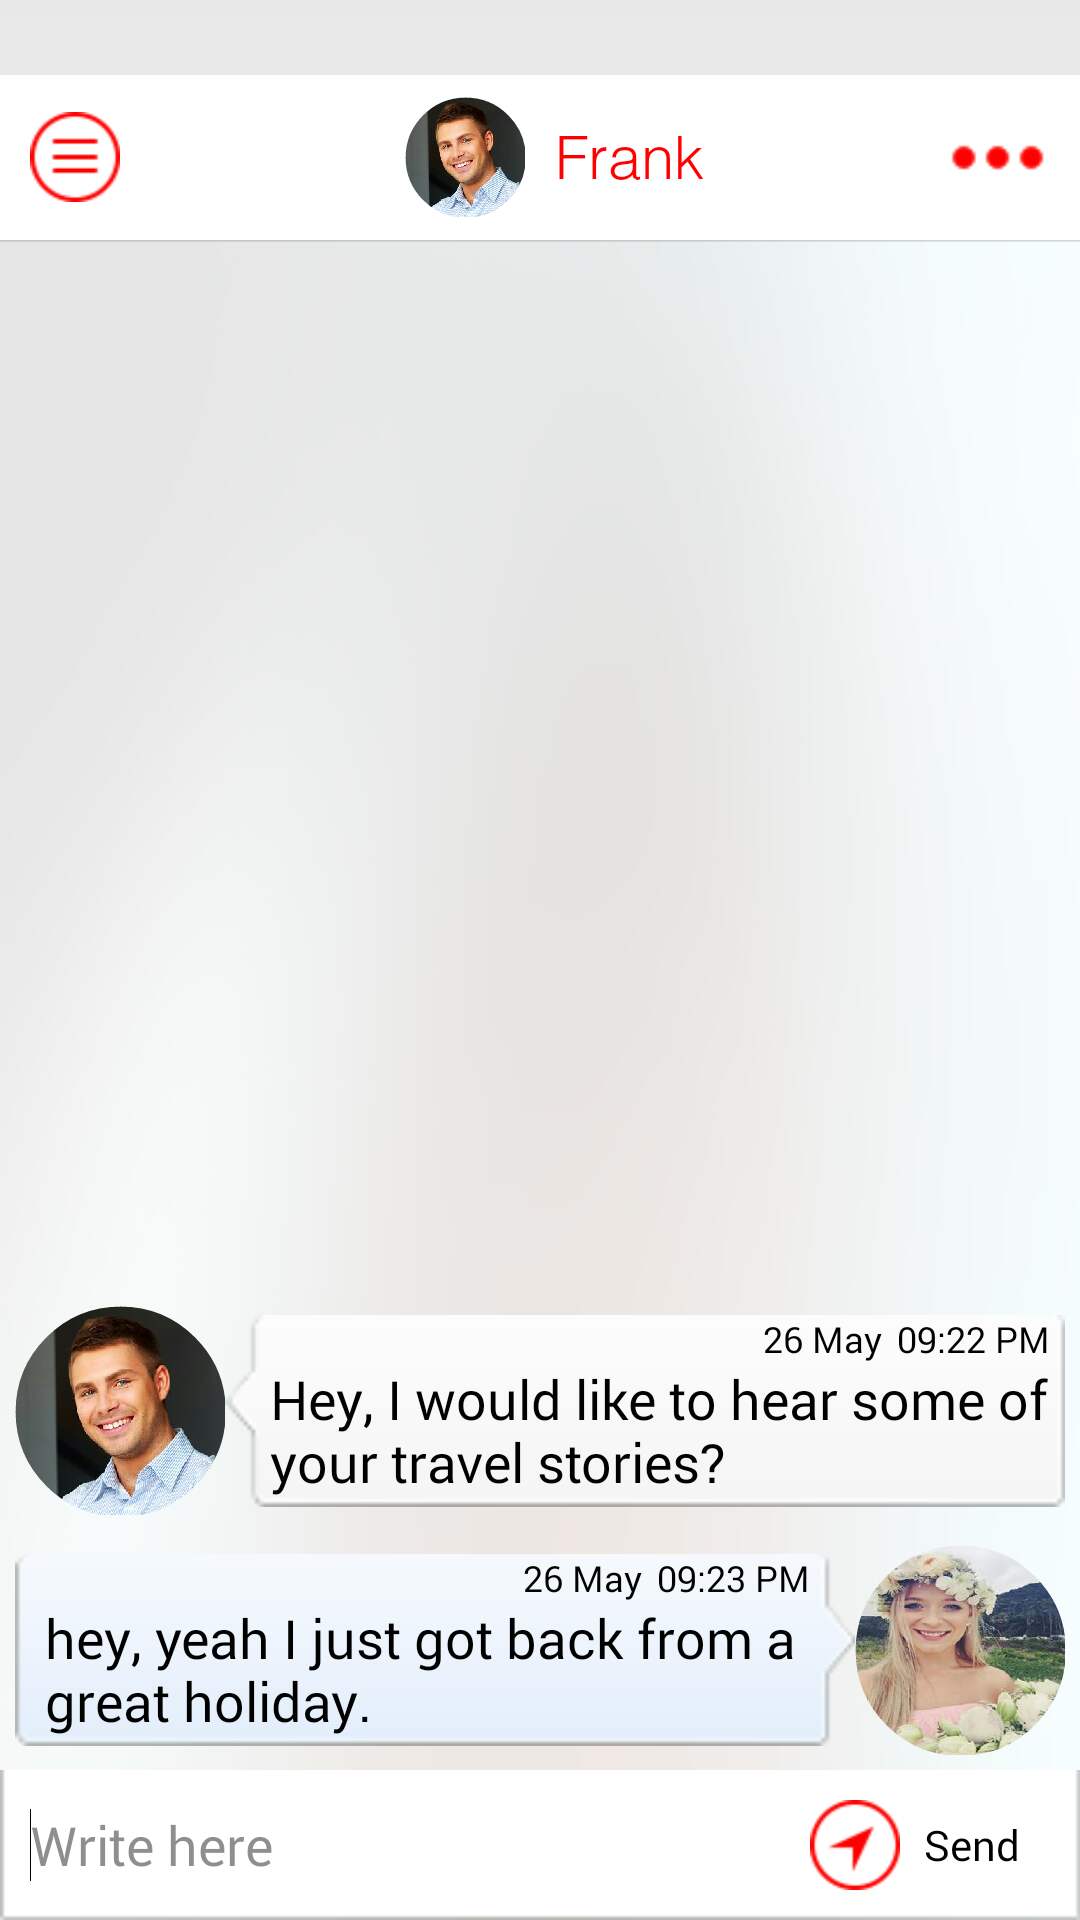 Frank
26 May 09:22 PM
Hey, I would like to hear some of
your travel stories?
26 May 09:23 PM
hey, yeah I just got back from a
great holiday.
Write here
Send